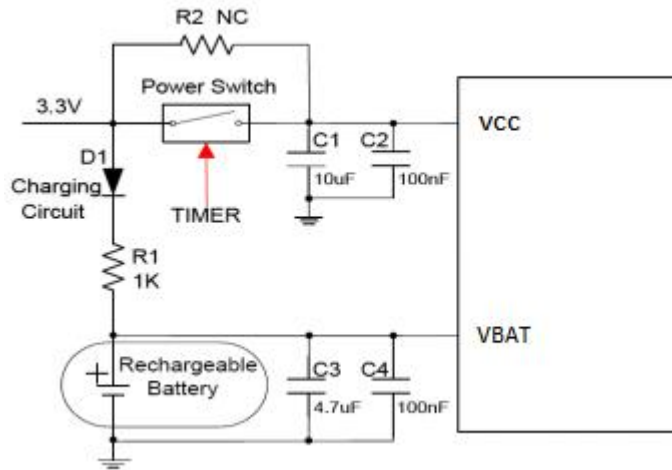 R2 NC
Power Switch
3.3V
VCC
D1
C1
C2
10uF
100nF
Charging
Circuit
TIMER
R1
1K
VBAT
+
Rechargeable
Battery
C3
C4
4.7uF
100nF